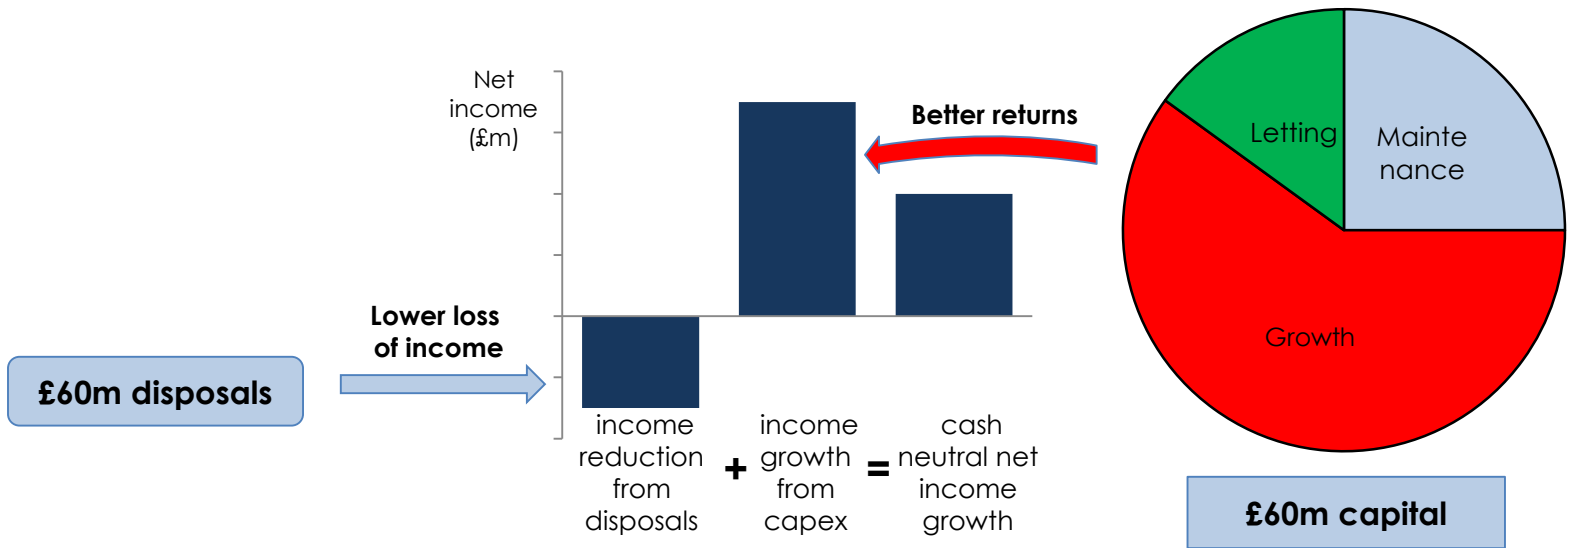 Net
income
(£m)
Better returns
Letting
Mainte
nance
Growth
Lower loss
of income
£60m disposals
income
reduction
from
disposals
+
income
growth
from
capex
=
cash
neutral net
income
growth
£60m capital